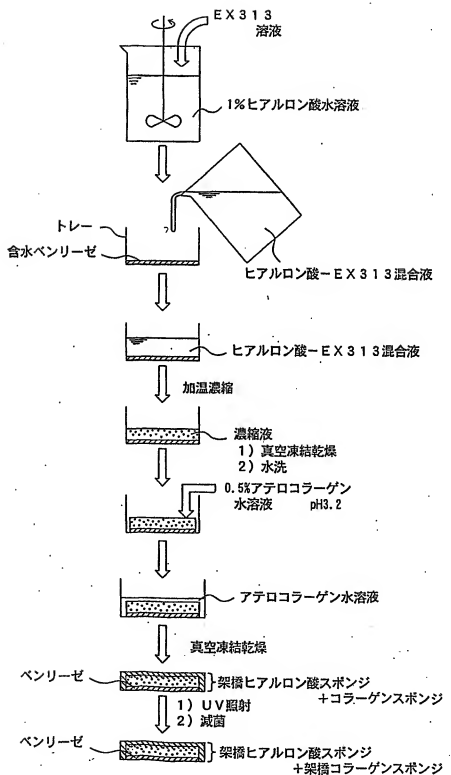 EX313
溶液
1%ヒアルロン酸水溶液
トレー
含水ベンリーゼ
ヒアルロン酸-EX313混合液
ヒアルロン酸-EX313混合液
加温濃縮
濃縮液
1) 真空凍結乾燥
2) 水洗
0.5%アテロコラーゲン
水溶液 pH3.2
アテロコラーゲン水溶液
真空凍結乾燥
ベンリーゼ
架橋ヒアルロン酸スポンジ
+コラーゲンスポンジ
1) UV照射
2) 滅菌
ベンリーゼ
架橋ヒアルロン酸スポンジ
+架橋コラーゲンスポンジ